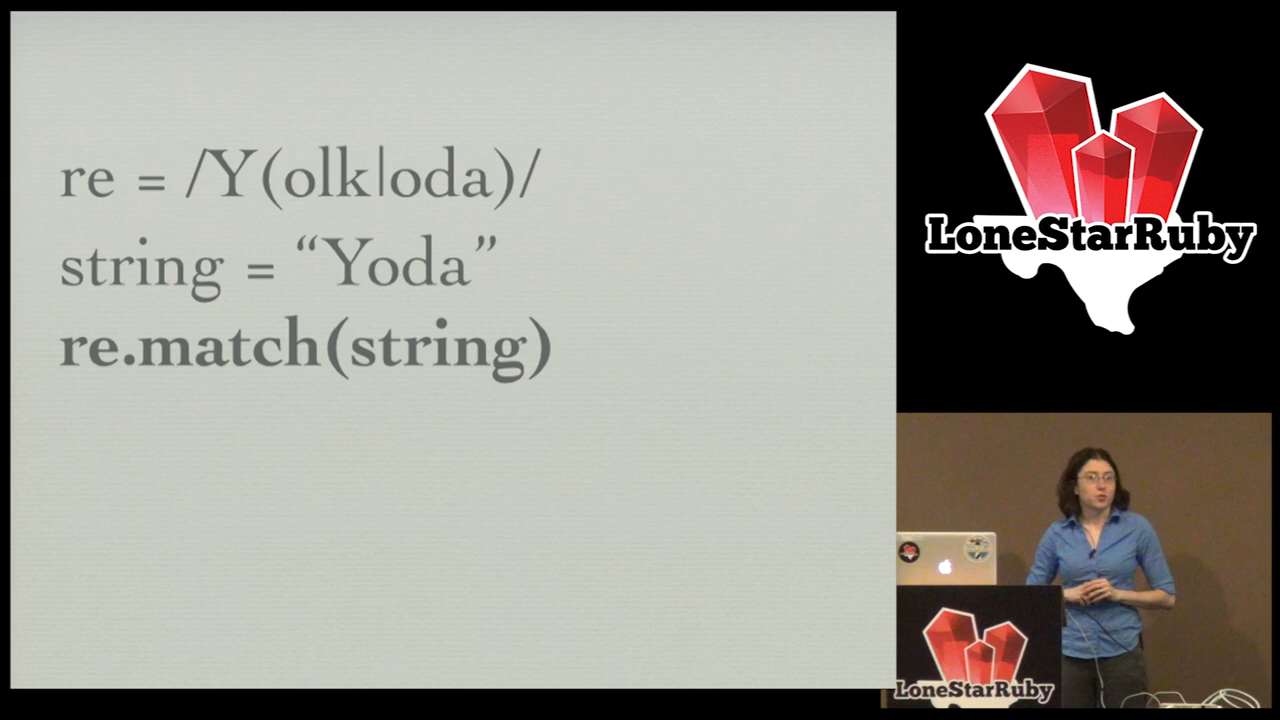 re = /Y(olk|oda)/
string = “Yoda”
re.match(string)
LoneStarRuby
LoneStarRuby